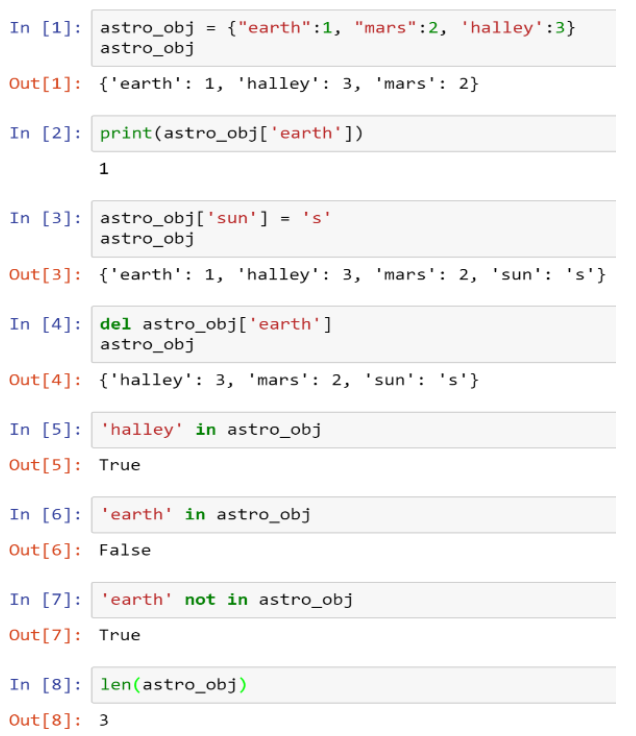 In [1]: astro_obj = {"earth":1, "mars":2, 'halley':3}
astro_obj
Out[1]: {'earth': 1, 'halley': 3, 'mars': 2}
In [2]: print(astro_obj['earth'])
1
In [3]: astro_obj['sun'] = 's'
astro_obj
Out[3]: {'earth': 1, 'halley': 3, 'mars': 2, 'sun': 's'}
In [4]: del astro_obj['earth']
astro_obj
Out[4]: {'halley': 3, 'mars': 2, 'sun': 's'}
In [5]: 'halley' in astro_obj
Out[5]: True
In [6]: 'earth' in astro_obj
Out[6]: False
In [7]: 'earth' not in astro_obj
Out[7]: True
In [8]: len(astro_obj)
Out[8]: 3